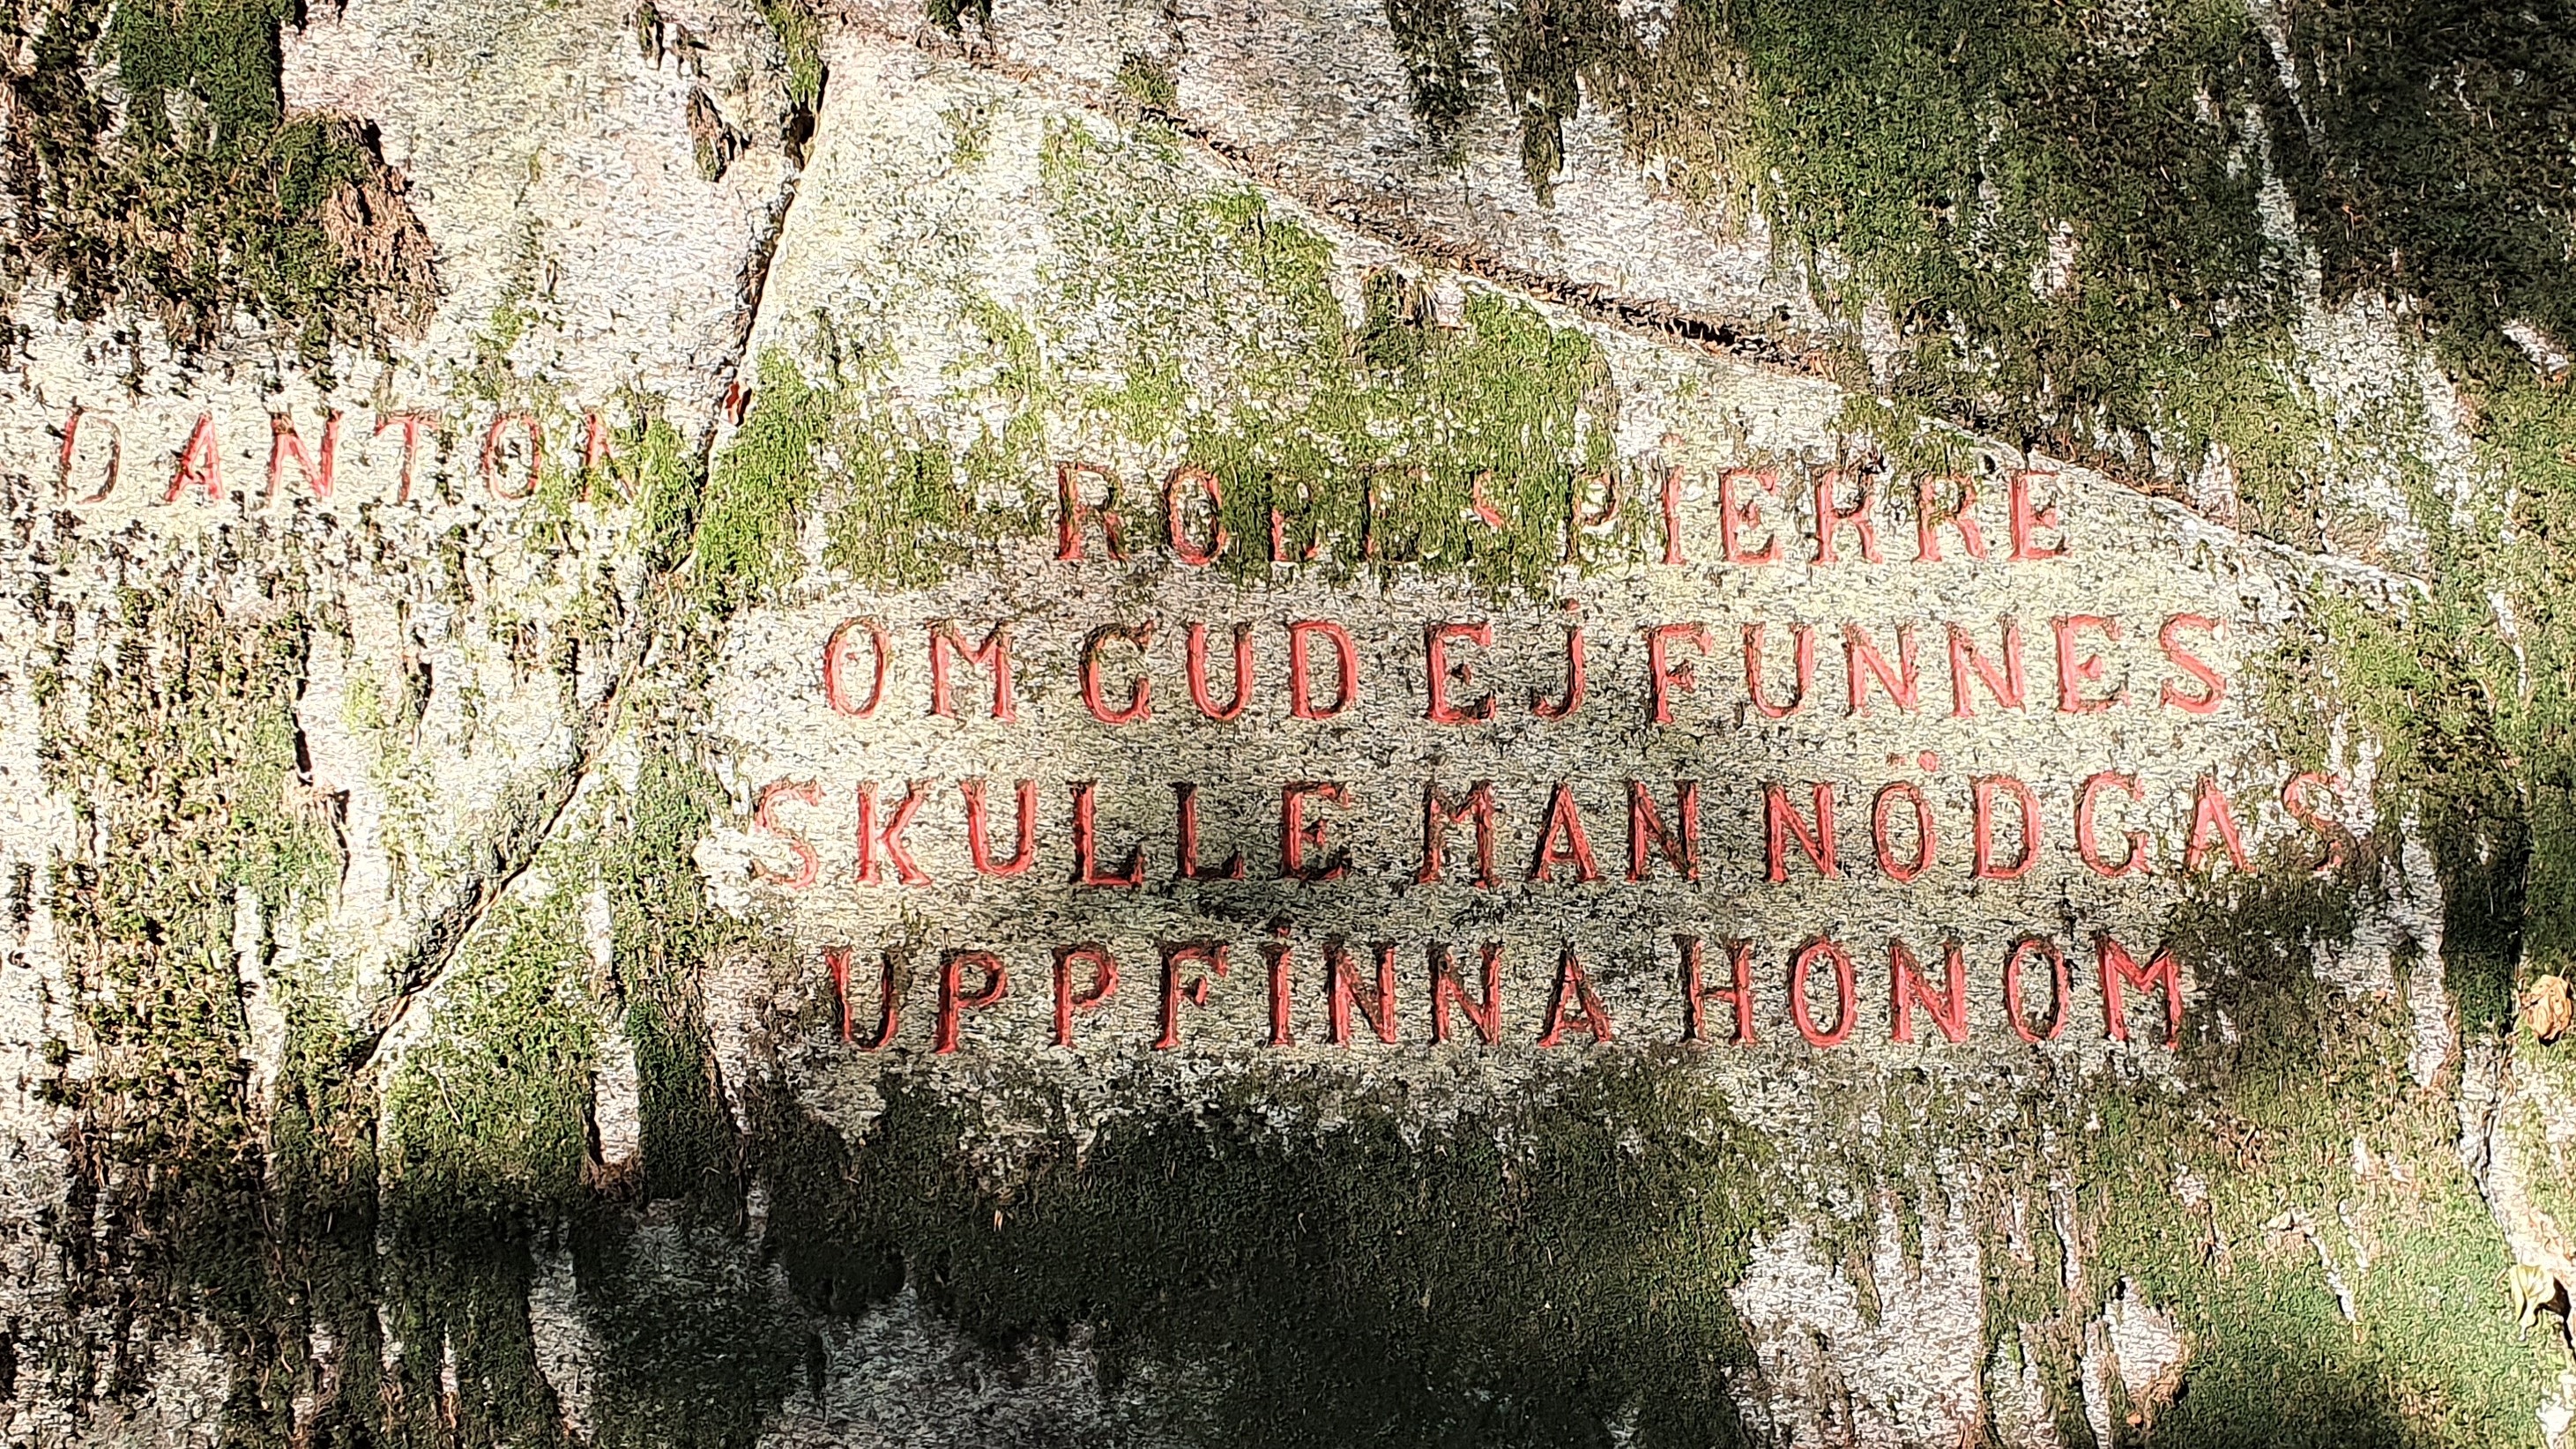 DANTON
ROBESPIERRE
OM GUD EJ FUNNES
SKULLE MAN NÖDGAS
UPPFINNA HONOM